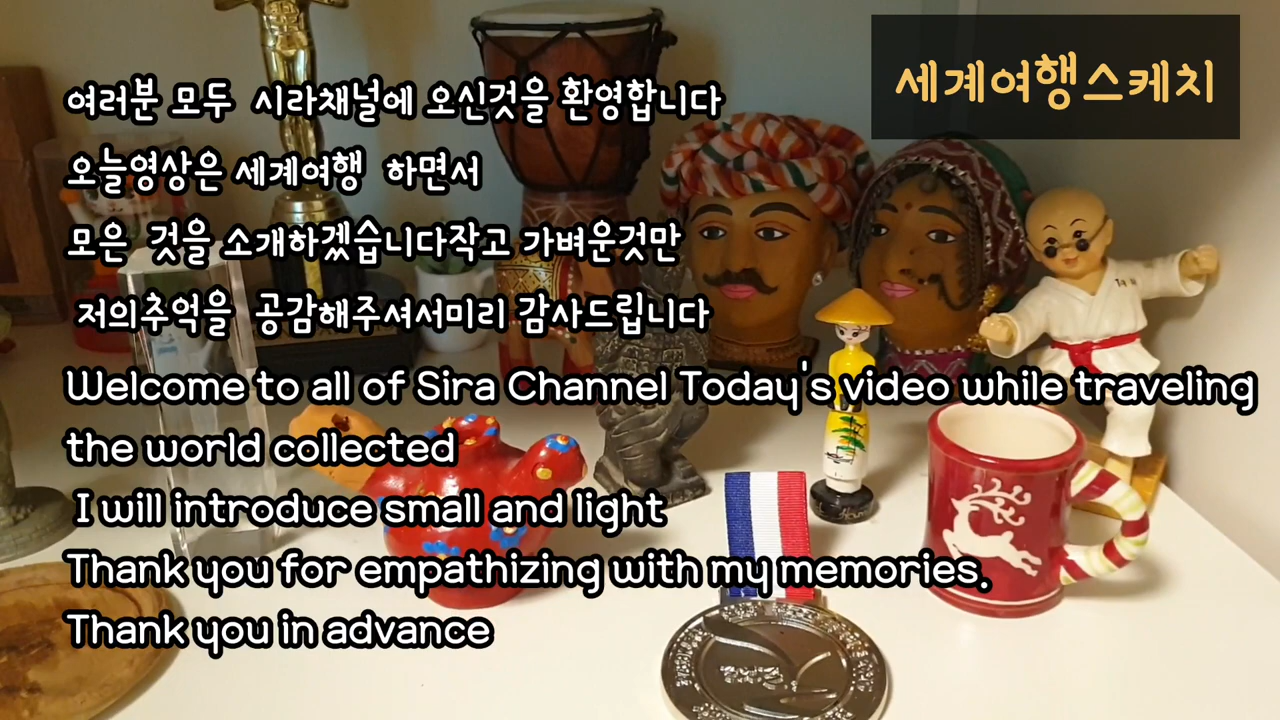 세계여행스케치
여러분 모두 시라채널에 오신것을 환영합니다
오늘영상은 세계여행 하면서
모은 것을 소개하겠습니다작고 가벼운것만
저의추억을 공감해주셔서미리 감사드립니다
Welcome to all of Sira Channel Today's video while traveling
the world collected
I will introduce small and light
Thank you for empathizing with my memories.
Thank you in advance